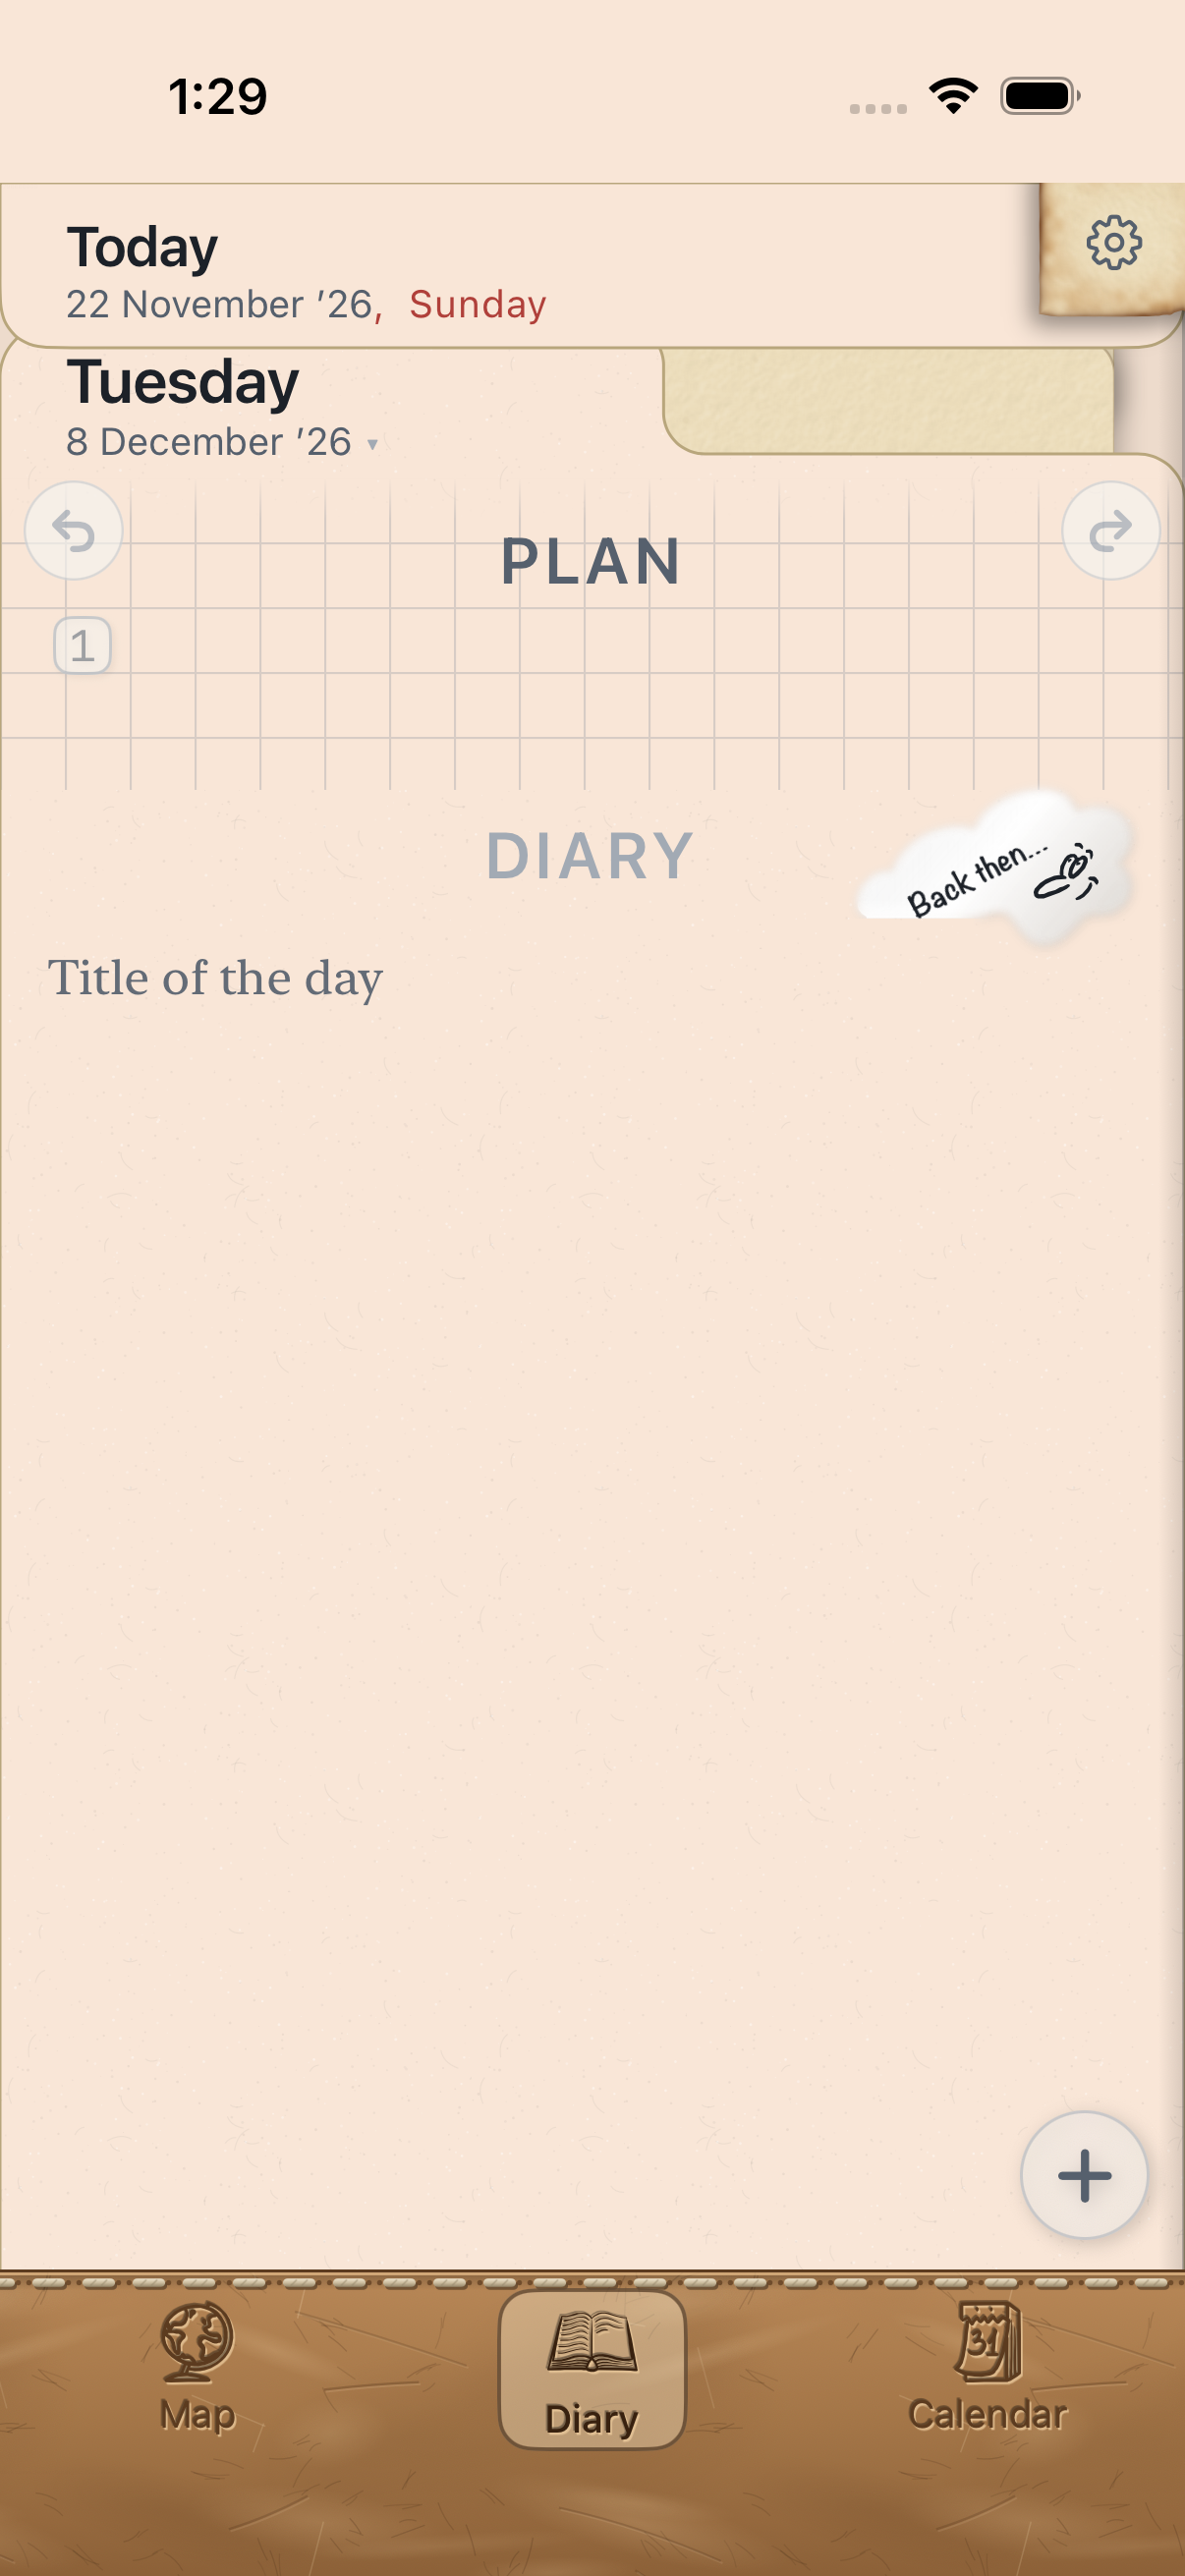 1:29
Today
22 November ’26, Sunday
Tuesday
8 December ’26
PLAN
1
DIARY
Back then...
Title of the day
31
Map
Diary
Calendar